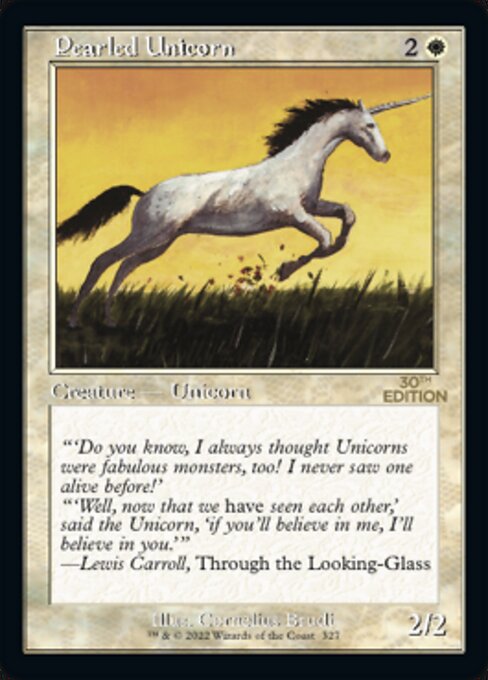 Pearled Unicorn 2
30TH
EDITION
Creature — Unicorn
“‘Do you know, I always thought Unicorns
were fabulous monsters, too! I never saw one
alive before!’
“‘Well, now that we have seen each other,’
said the Unicorn, ‘if you’ll believe in me, I’ll
believe in you.’”
—Lewis Carroll, Through the Looking-Glass
Illus. Cornelius Brudi
2/2
™ & © 2022 Wizards of the Coast 327